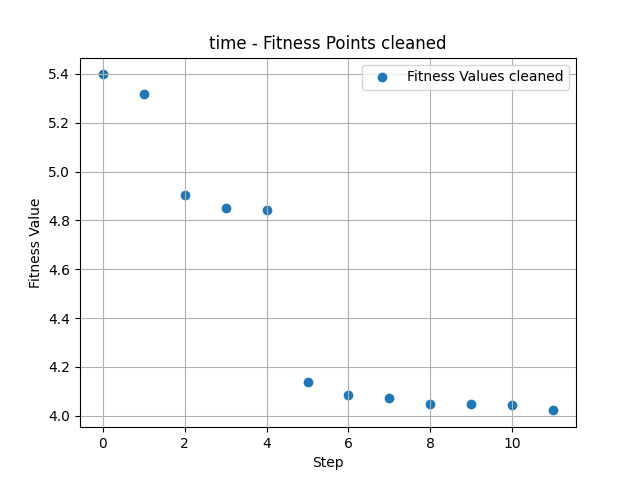 time - Fitness Points cleaned
Fitness Values cleaned
5.4
5.2
5.0
4.8
4.6
4.4
4.2
4.0
Fitness Value
0 2 4 6 8 10
Step